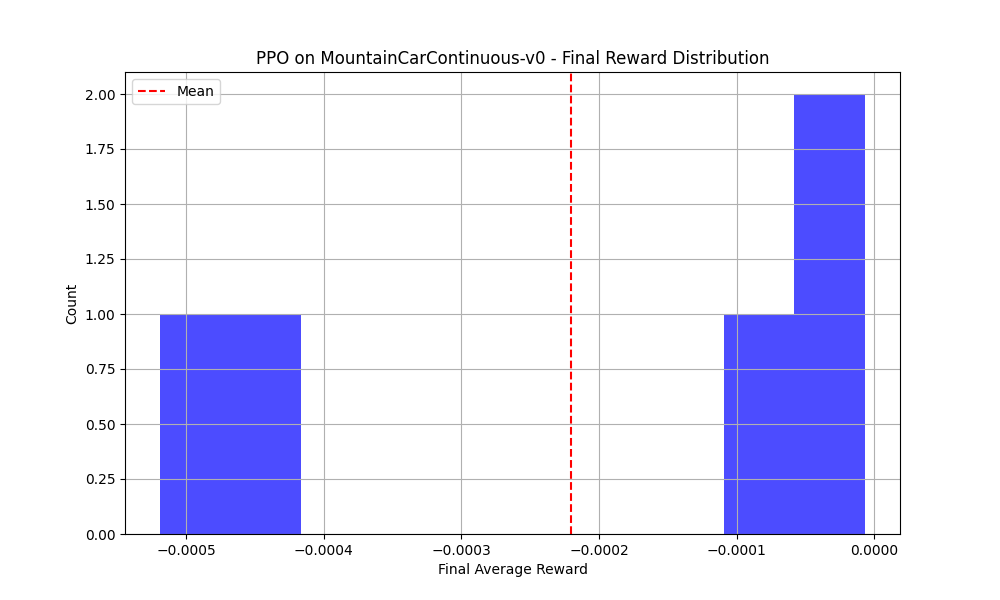 PPO on MountainCarContinuous-v0 - Final Reward Distribution
Mean
2.00
1.75
1.50
1.25
1.00
0.75
0.50
0.25
0.00
Count
−0.0005 −0.0004 −0.0003 −0.0002 −0.0001 0.0000
Final Average Reward